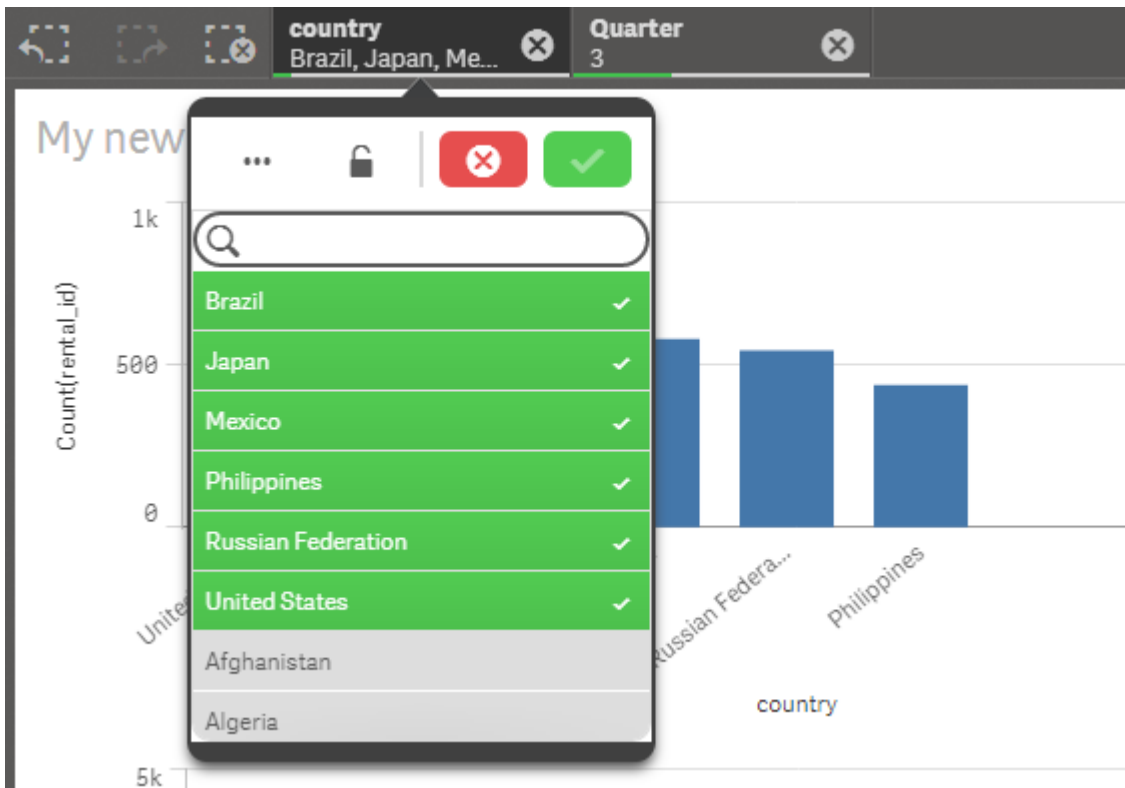 country
Brazil, Japan, Me...
Quarter
3
My new
1k
500
0
Count(rental_id)
Brazil
Japan
Mexico
Philippines
Russian Federation
United States
Afghanistan
Algeria
Russian Federa...
Philippines
country
5k